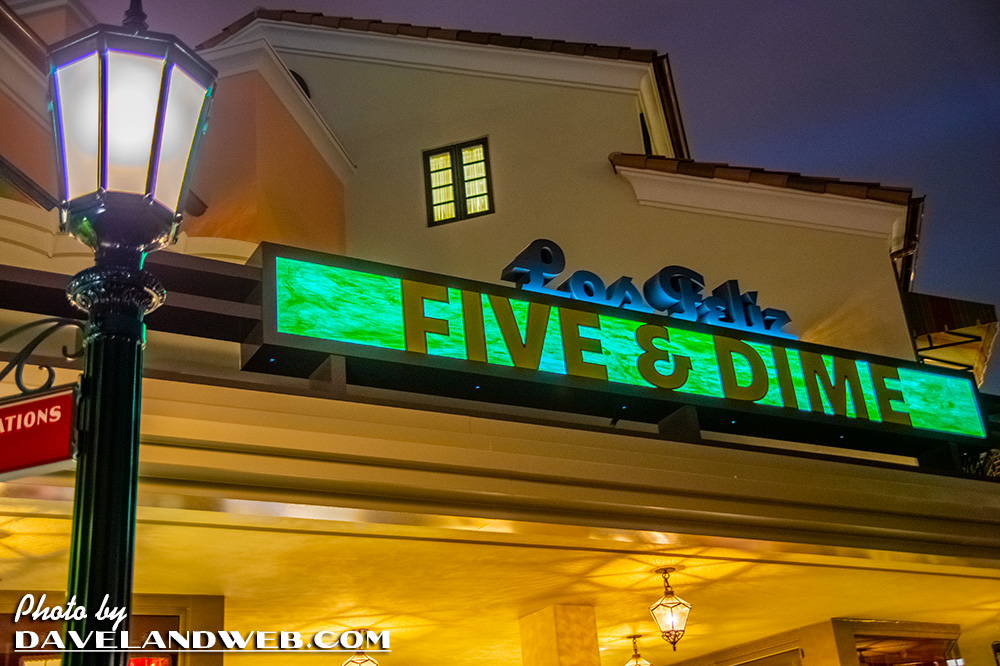 Los Feliz
FIVE & DIME
ATIONS
Photo by
DAVELANDWEB.COM